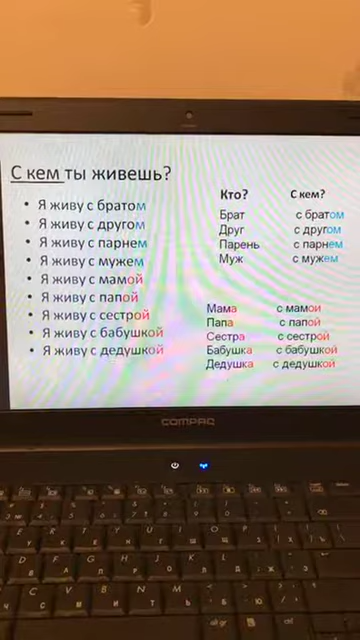 С кем ты живешь?
• Я живу с братом
• Я живу с другом
• Я живу с парнем
• Я живу с мужем
• Я живу с мамой
• Я живу с папой
• Я живу с сестрой
• Я живу с бабушкой
• Я живу с дедушкой
Кто? С кем?
Брат с братом
Друг с другом
Парень с парнем
Муж с мужем
Мама с мамои
Папа с папой
Сестра с сестрой
Бабушка с бабушкой
Дедушка с дедушкой
COMPAQ